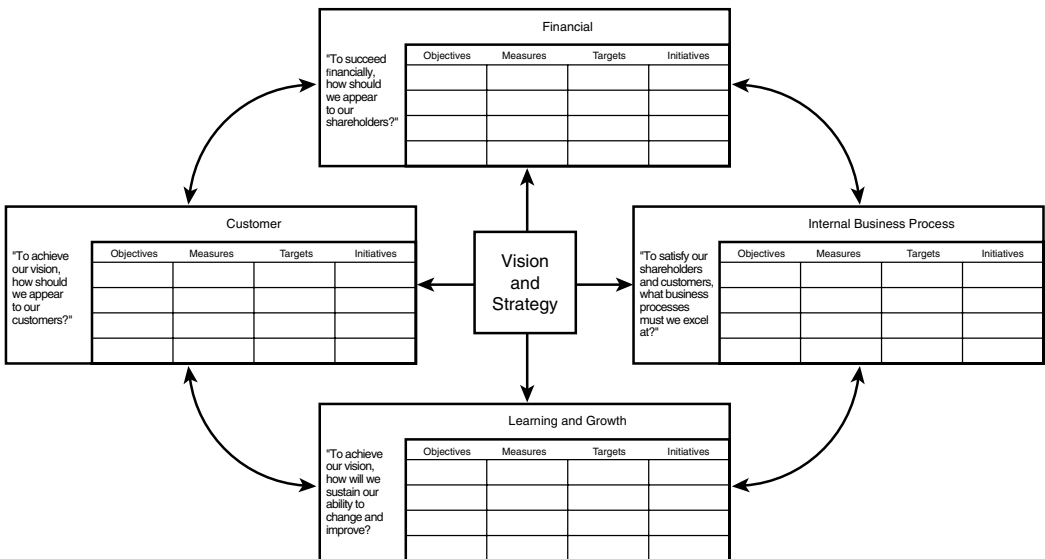 Financial
"To succeed
financially,
how should
we appear
to our
shareholders?"
Objectives Measures Targets Initiatives
Customer
"To achieve
our vision,
how should
we appear
to our
customers?"
Objectives Measures Targets Initiatives
Vision
and
Strategy
Internal Business Process
"To satisfy our
shareholders
and customers,
what business
processes
must we excel
at?"
Objectives Measures Targets Initiatives
Learning and Growth
"To achieve
our vision,
how will we
sustain our
ability to
change and
improve?
Objectives Measures Targets Initiatives